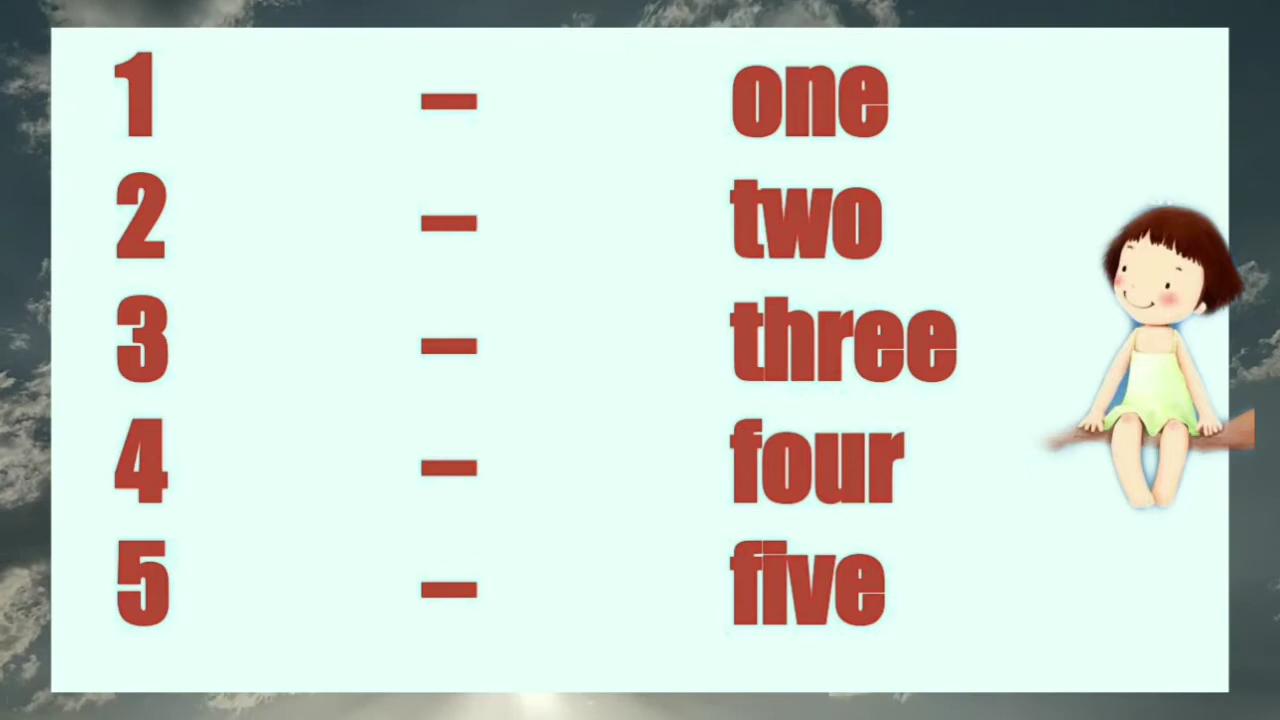 1 – one
2 – two
3 – three
4 – four
5 – five